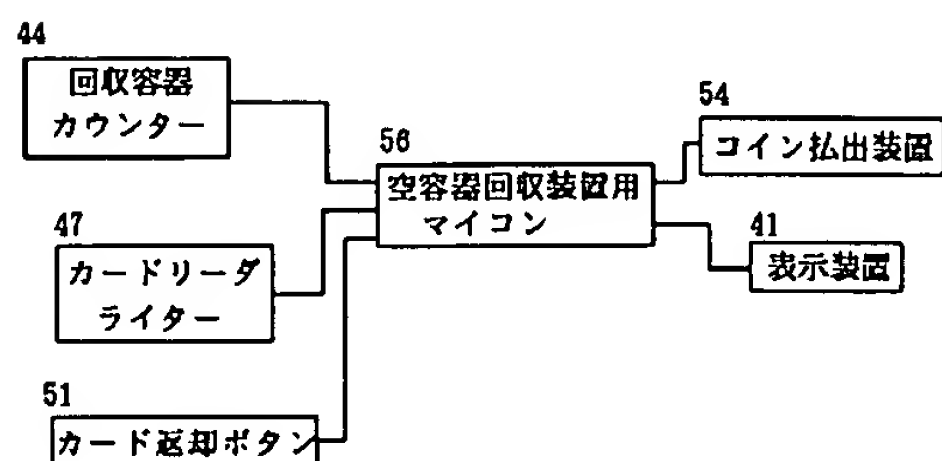 44
回収容器
カウンター
56
空容器回収装置用
マイコン
54
コイン払出装置
47
カードリーダ
ライター
41
表示装置
51
カード返却ボタン